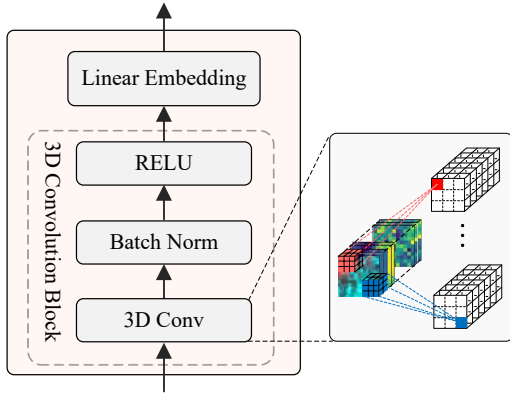 Linear Embedding
3D Convolution Block
RELU
Batch Norm
3D Conv